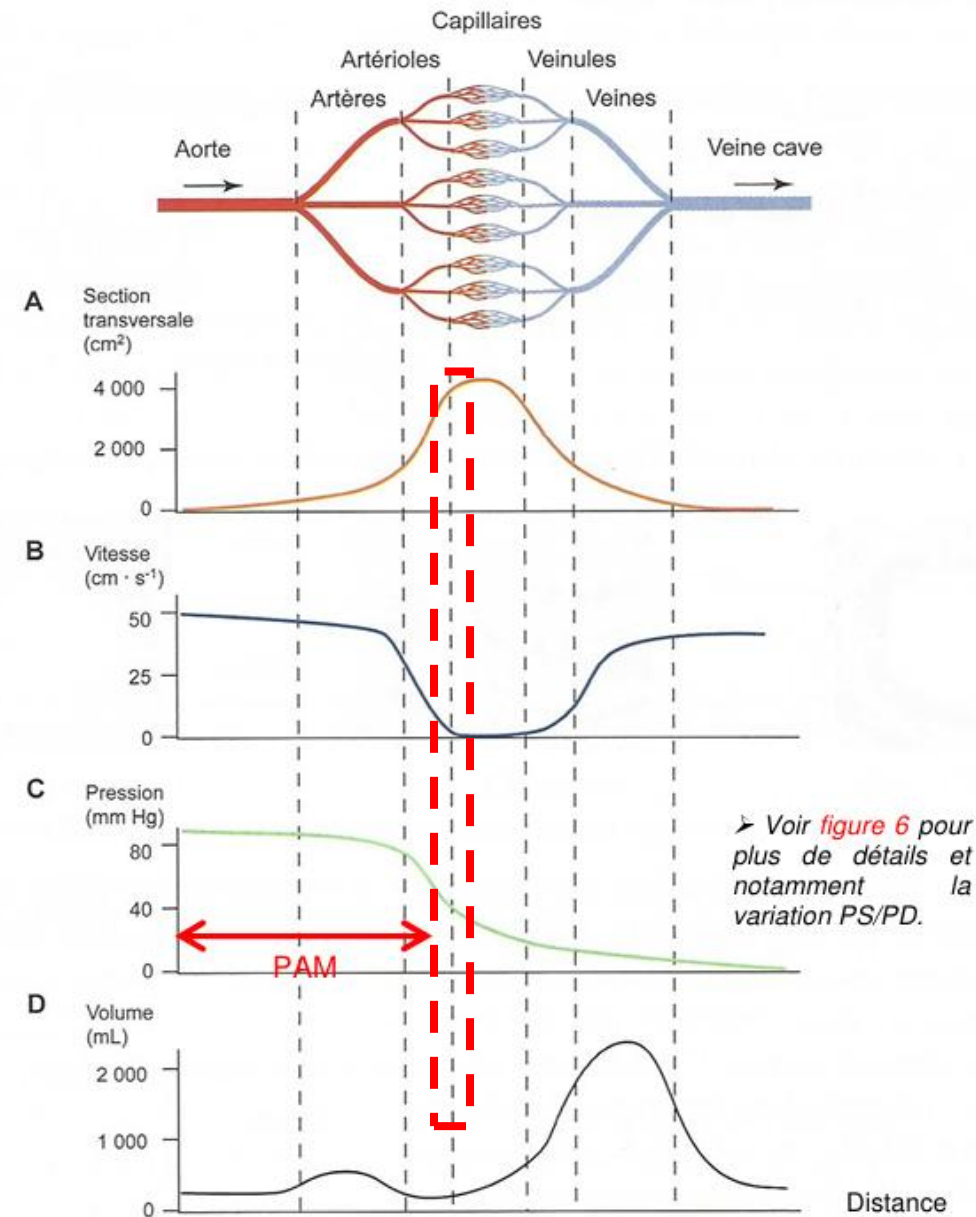 Capillaires
Artérioles
Veinules
Artères
Veines
Aorte
Veine cave
A
Section
transversale
(cm²)
4 000
2 000
0
B
Vitesse
(cm · s⁻¹)
50
25
0
C
Pression
(mm Hg)
80
40
0
PAM
➢ Voir figure 6 pour
plus de détails et
notamment la
variation PS/PD.
D
Volume
(mL)
2 000
1 000
0
Distance